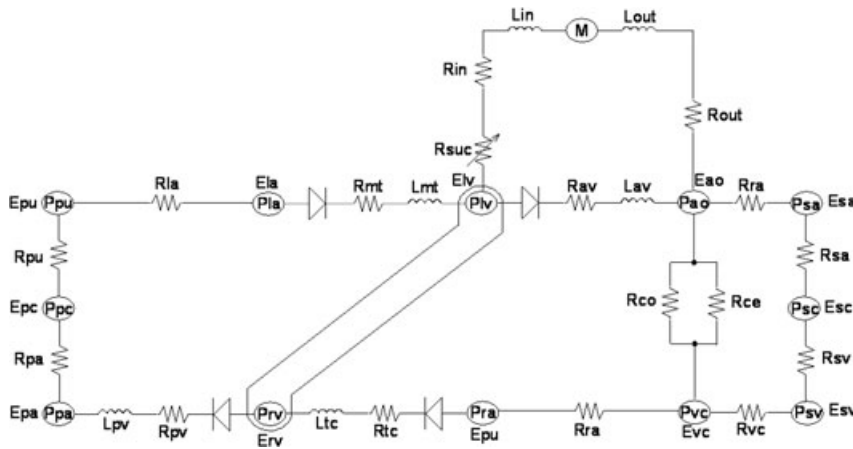 Lin
M
Lout
Rin
Rout
Rsuc
Elv
Ela
Rla
Rmt
Lmt
Rav
Lav
Eao
Rra
Epu
Ppu
Pla
Plv
Pao
Psa
Esa
Rpu
Rsa
Epc
Ppc
Rco
Rce
Psc
Esc
Rpa
Rsv
Epa
Ppa
Lpv
Rpv
Prv
Erv
Ltc
Rtc
Pra
Epu
Rra
Pvc
Evc
Rvc
Psv
Esv